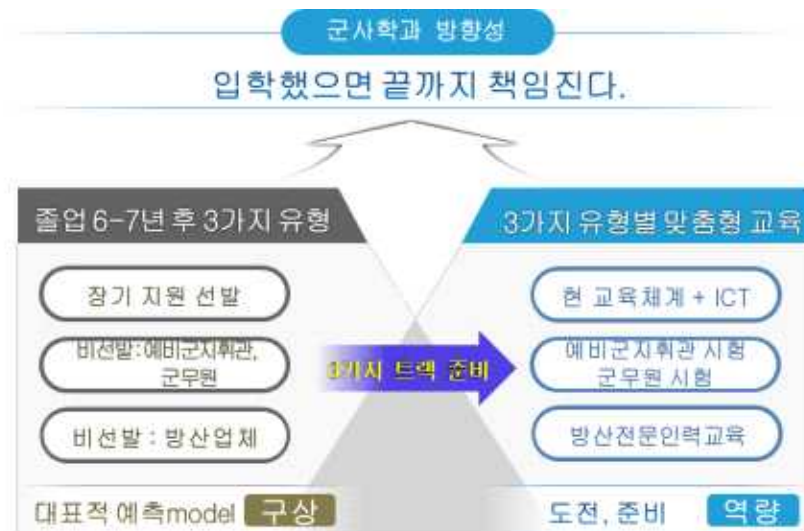 군사학과 방향성
입학했으면 끝까지 책임진다.
졸업 6-7년 후 3가지 유형
장기 지원 선발
비선발:예비군지휘관,
군무원
비선발 : 방산업체
대표적 예측model 구상
3가지 트랙 준비
3가지 유형별 맞춤형 교육
현 교육체계 + ICT
예비군지휘관 시험
군무원 시험
방산전문인력교육
도전, 준비 역량